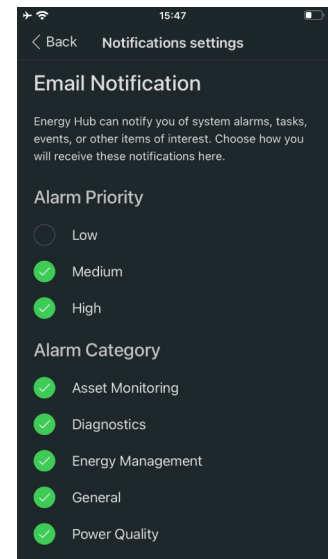 15:47
Back Notifications settings
Email Notification
Energy Hub can notify you of system alarms, tasks,
events, or other items of interest. Choose how you
will receive these notifications here.
Alarm Priority
Low
Medium
High
Alarm Category
Asset Monitoring
Diagnostics
Energy Management
General
Power Quality